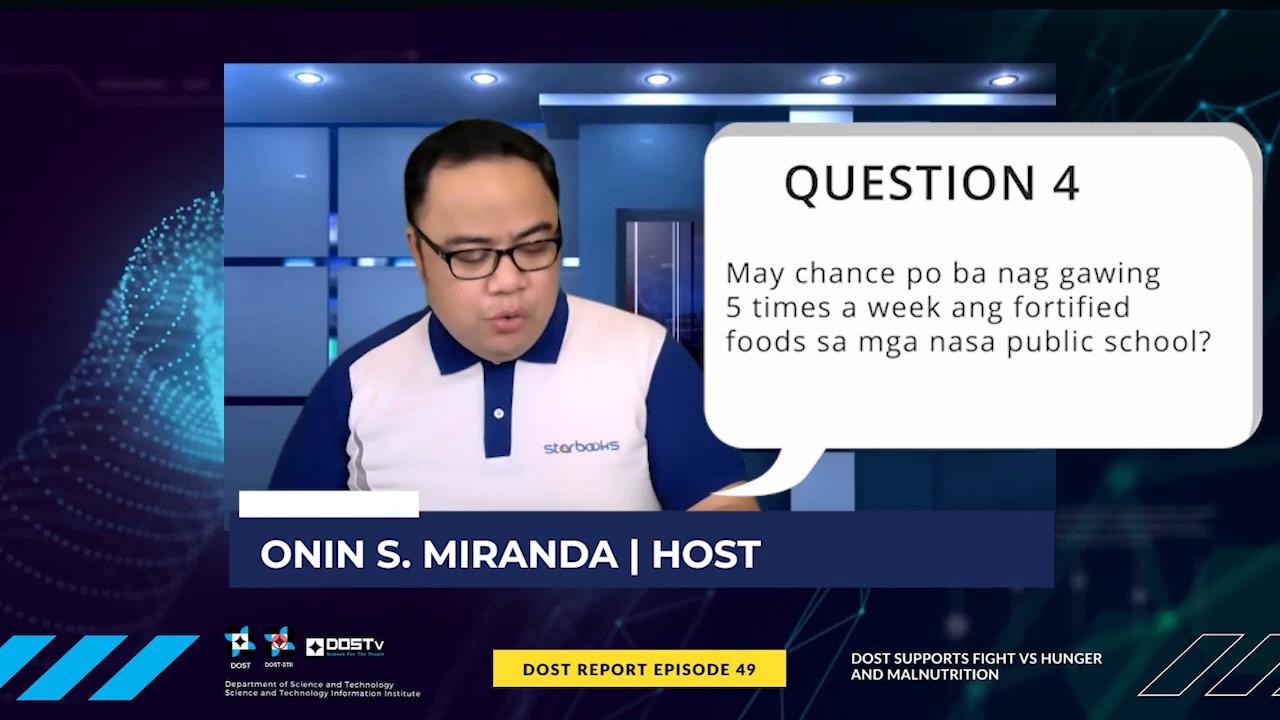 QUESTION 4
May chance po ba nag gawing
5 times a week ang fortified
foods sa mga nasa public school?
starbooks
ONIN S. MIRANDA | HOST
DOST
DOST-STII
DOSTv
Science For The People
Department of Science and Technology
Science and Technology Information Institute
DOST REPORT EPISODE 49
DOST SUPPORTS FIGHT VS HUNGER
AND MALNUTRITION